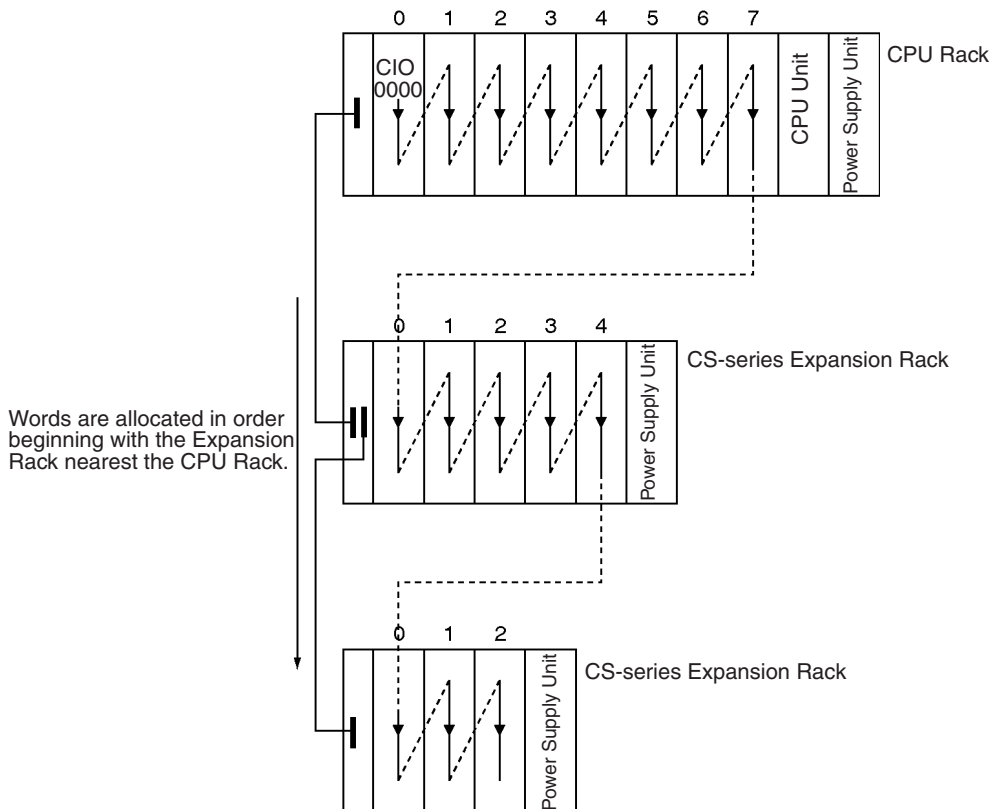 0 1 2 3 4 5 6 7
CIO
0000
CPU Unit
Power Supply Unit
CPU Rack
0 1 2 3 4
Power Supply Unit
CS-series Expansion Rack
Words are allocated in order
beginning with the Expansion
Rack nearest the CPU Rack.
0 1 2
Power Supply Unit
CS-series Expansion Rack